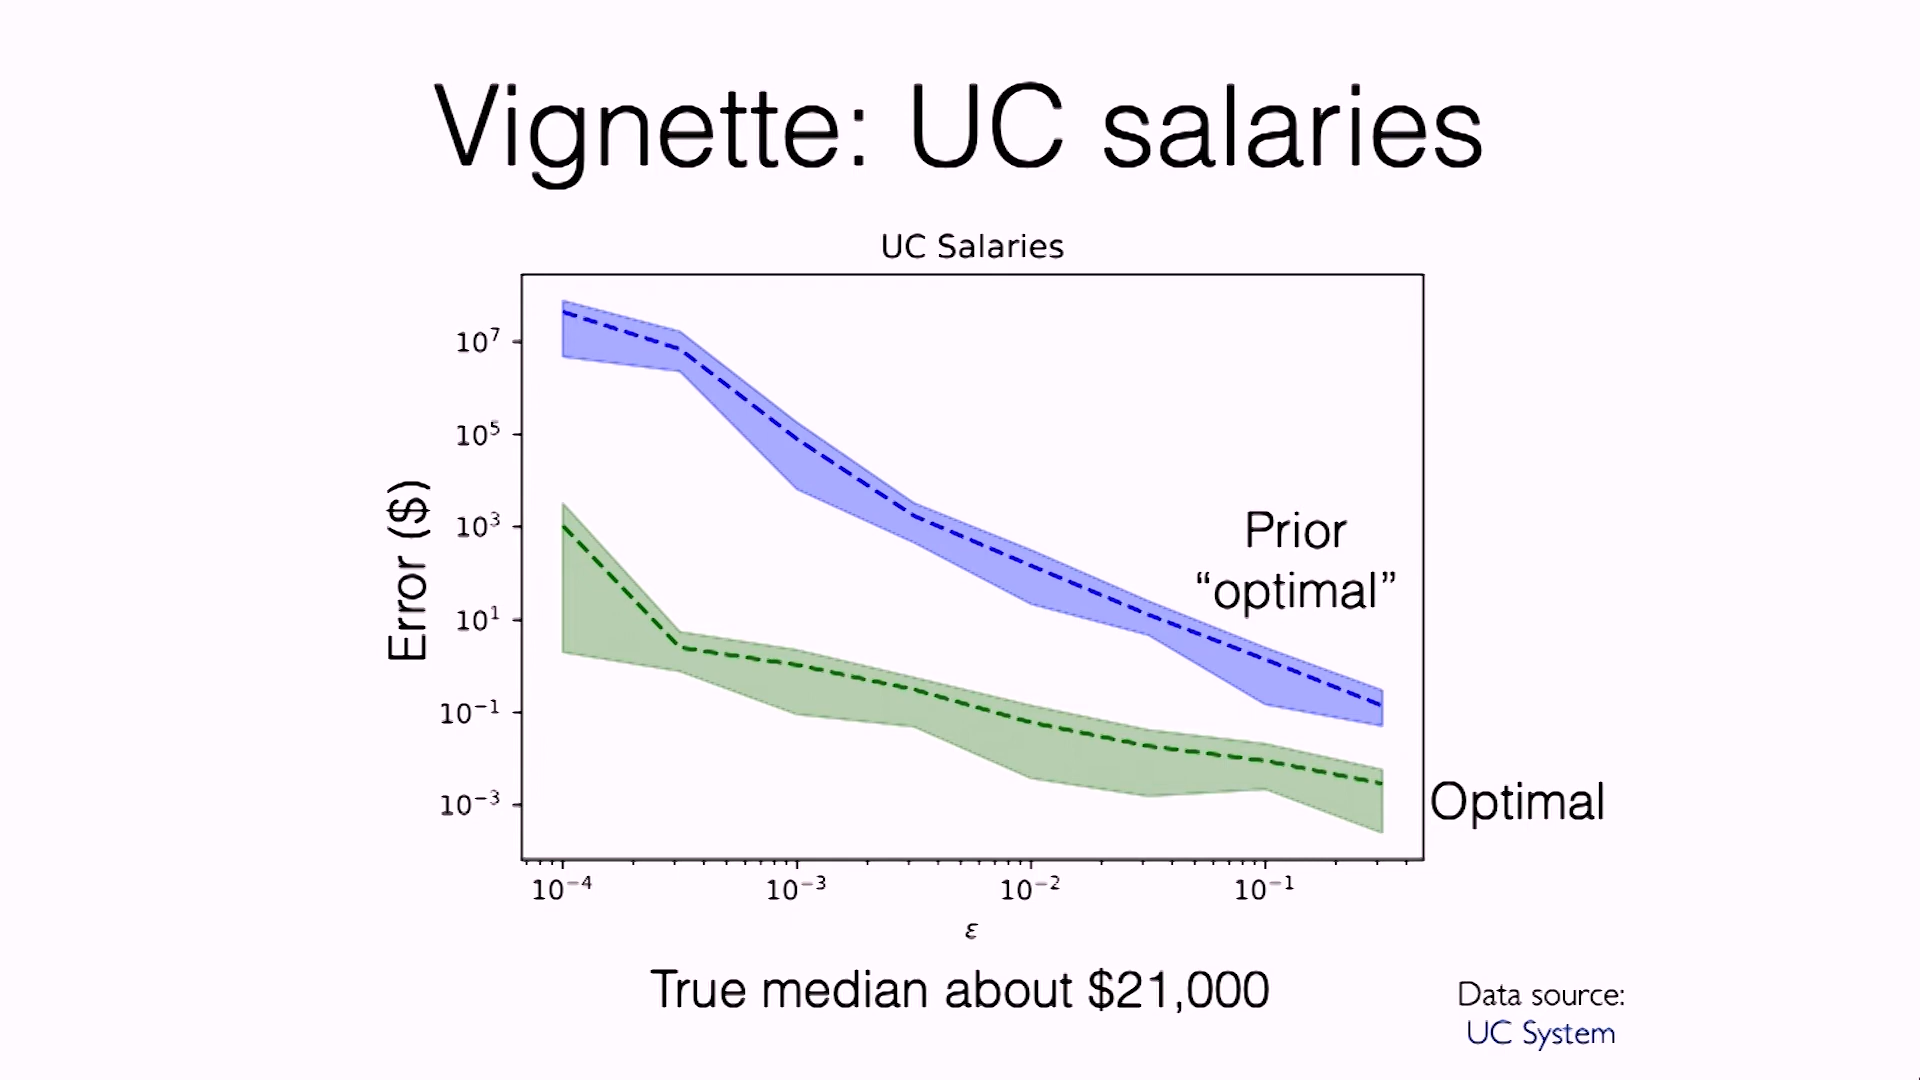 Vignette: UC salaries
UC Salaries
Error ($)
10⁷
10⁵
10³
10¹
10⁻¹
10⁻³
Prior
“optimal”
Optimal
10⁻⁴ 10⁻³ 10⁻² 10⁻¹
ε
True median about $21,000
Data source:
UC System